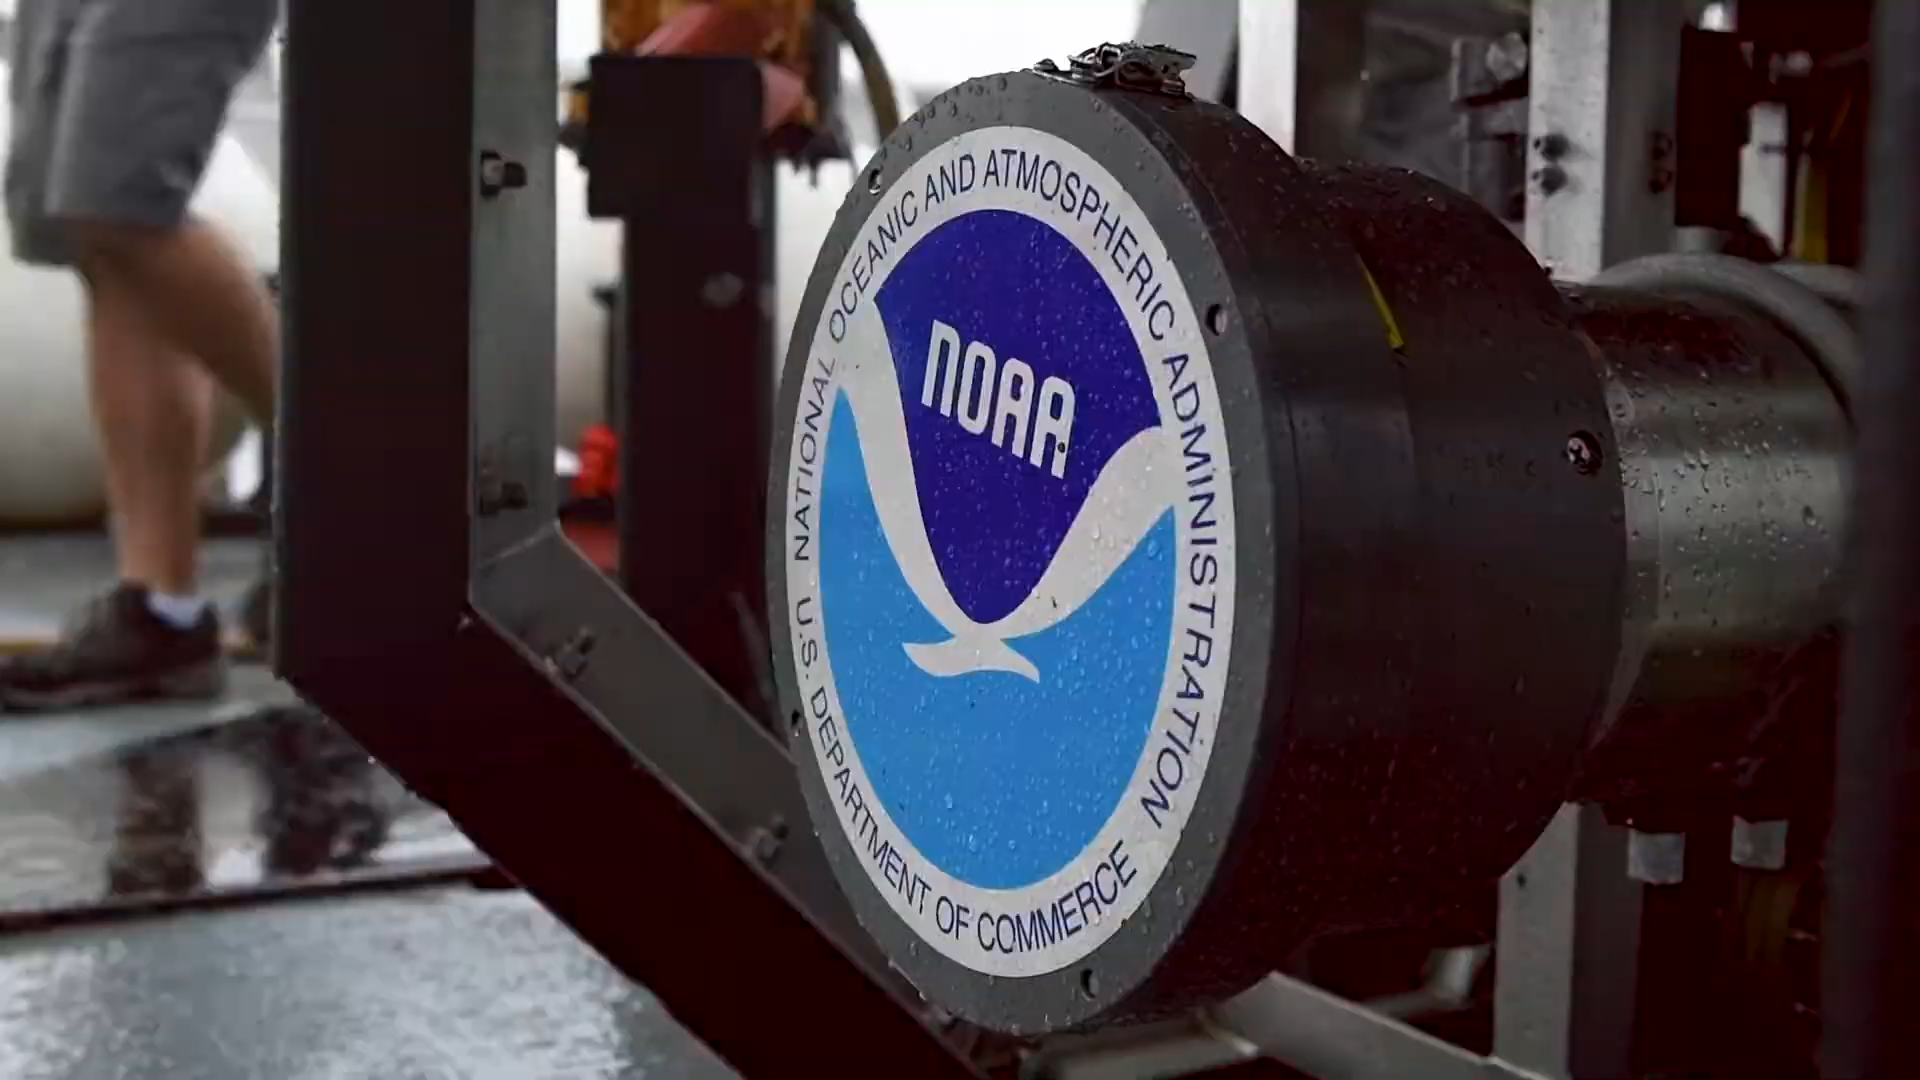 NATIONAL OCEANIC AND ATMOSPHERIC ADMINISTRATION
NOAA
U.S. DEPARTMENT OF COMMERCE